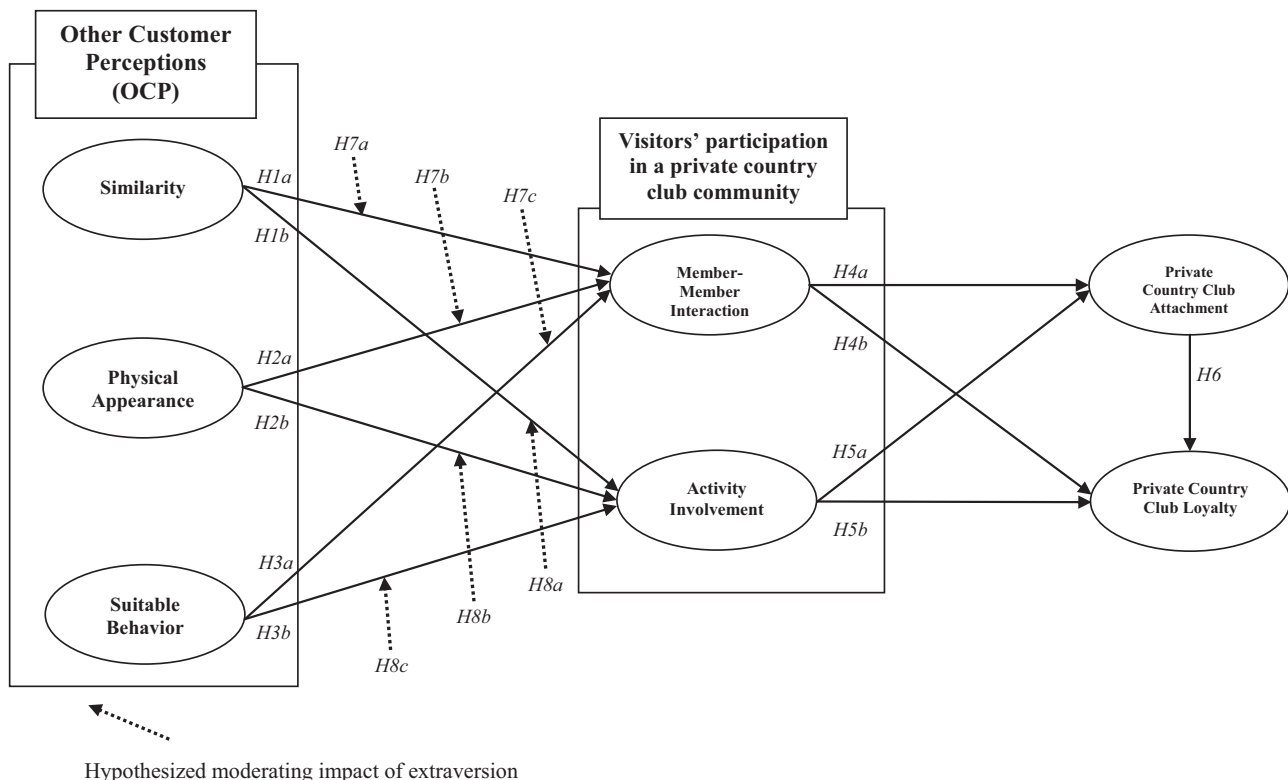 Other Customer
Perceptions
(OCP)
Similarity
Physical
Appearance
Suitable
Behavior
H1a
H1b
H2a
H2b
H3a
H3b
H7a
H7b
H7c
H8a
H8b
H8c
Visitors’ participation
in a private country
club community
Member-
Member
Interaction
Activity
Involvement
H4a
H4b
H5a
H5b
Private
Country Club
Attachment
H6
Private Country
Club Loyalty
Hypothesized moderating impact of extraversion